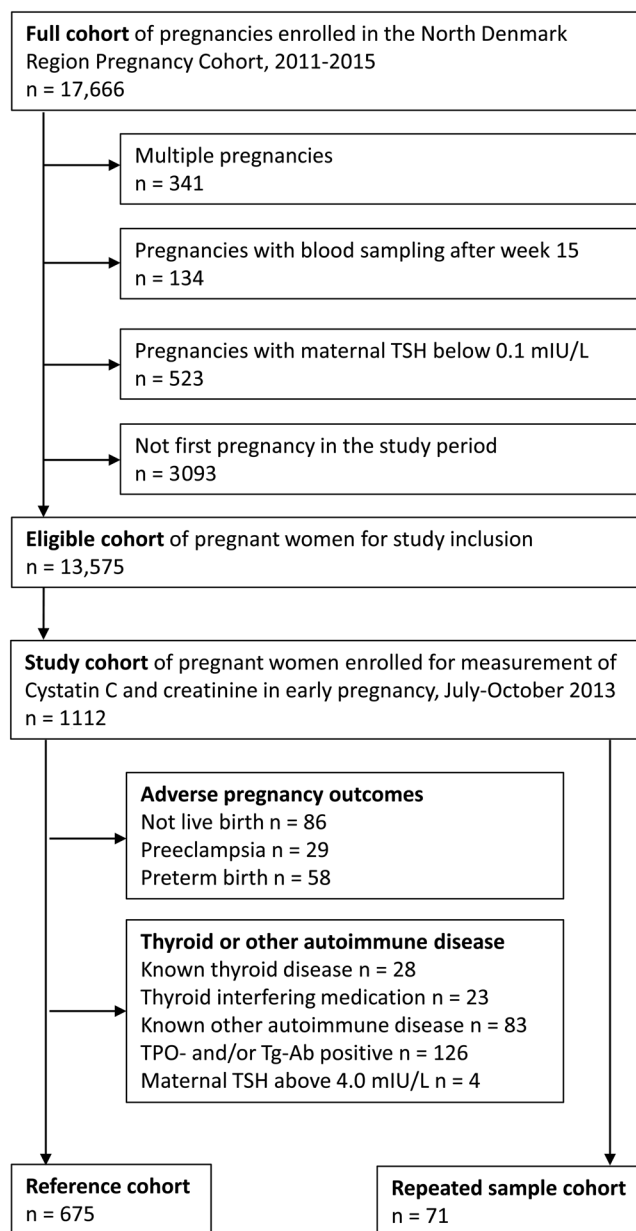 Full cohort of pregnancies enrolled in the North Denmark
Region Pregnancy Cohort, 2011-2015
n = 17,666
Multiple pregnancies
n = 341
Pregnancies with blood sampling after week 15
n = 134
Pregnancies with maternal TSH below 0.1 mIU/L
n = 523
Not first pregnancy in the study period
n = 3093
Eligible cohort of pregnant women for study inclusion
n = 13,575
Study cohort of pregnant women enrolled for measurement of
Cystatin C and creatinine in early pregnancy, July-October 2013
n = 1112
Adverse pregnancy outcomes
Not live birth n = 86
Preeclampsia n = 29
Preterm birth n = 58
Thyroid or other autoimmune disease
Known thyroid disease n = 28
Thyroid interfering medication n = 23
Known other autoimmune disease n = 83
TPO- and/or Tg-Ab positive n = 126
Maternal TSH above 4.0 mIU/L n = 4
Reference cohort
n = 675
Repeated sample cohort
n = 71